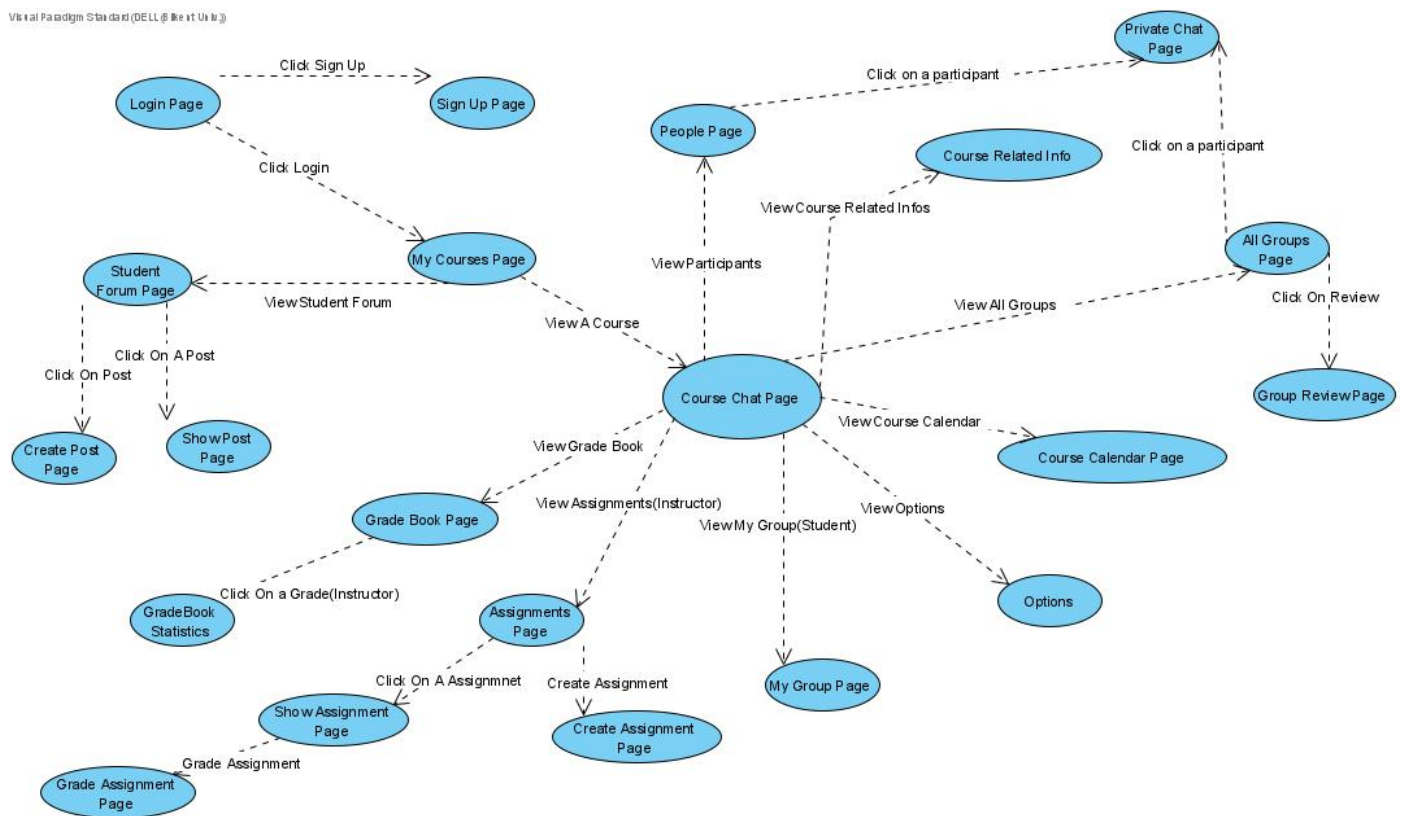 Visual Paradigm Standard(DELL(Bilkent Univ.))
Private Chat
Page
Click Sign Up
Click on a participant
Login Page
Sign Up Page
People Page
Click on a participant
Course Related Info
Click Login
View Course Related Infos
All Groups
Page
My Courses Page
View Participants
Student
Forum Page
View Student Forum
View All Groups
Click On Review
View A Course
Click On A Post
Click On Post
Course Chat Page
Group Review Page
View Course Calendar
Show Post
Page
Create Post
Page
View Grade Book
Course Calendar Page
View Assignments(Instructor)
View Options
Grade Book Page
View My Group(Student)
Click On a Grade(Instructor)
GradeBook
Statistics
Assignments
Page
Options
Click On A Assignmnet
Create Assignment
My Group Page
Show Assignment
Page
Create Assignment
Page
Grade Assignment
Grade Assignment
Page